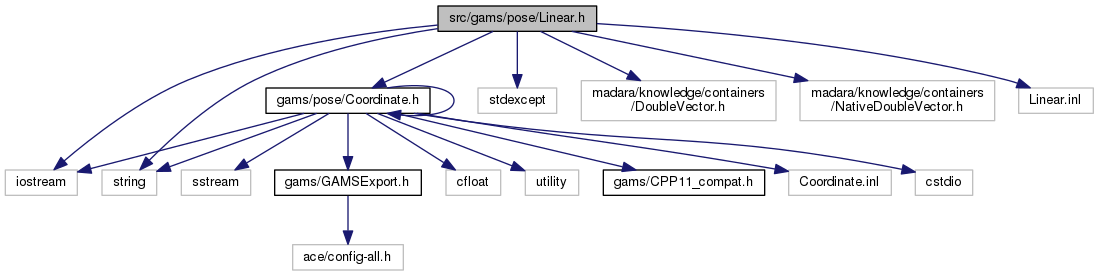 src/gams/pose/Linear.h
gams/pose/Coordinate.h
stdexcept
madara/knowledge/containers
/DoubleVector.h
madara/knowledge/containers
/NativeDoubleVector.h
Linear.inl
iostream
string
sstream
gams/GAMSExport.h
cfloat
utility
gams/CPP11_compat.h
Coordinate.inl
cstdio
ace/config-all.h